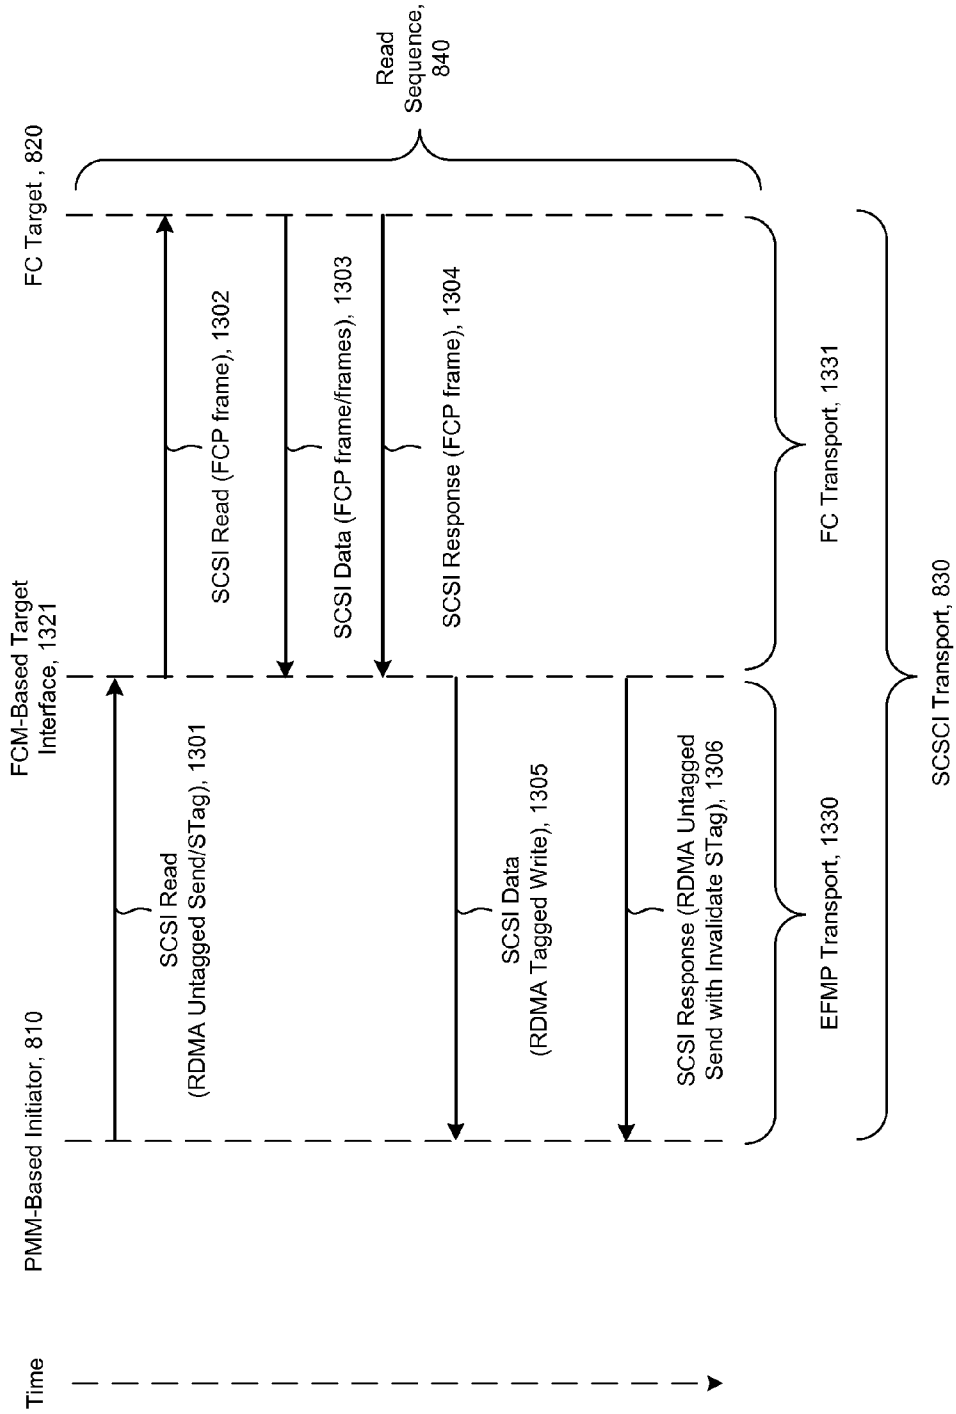 Time
PMM-Based Initiator, 810
FCM-Based Target
Interface, 1321
FC Target , 820
SCSI Read
(RDMA Untagged Send/STag), 1301
SCSI Read (FCP frame), 1302
SCSI Data (FCP frame/frames), 1303
SCSI Response (FCP frame), 1304
SCSI Data
(RDMA Tagged Write), 1305
SCSI Response (RDMA Untagged
Send with Invalidate STag), 1306
Read
Sequence,
840
EFMP Transport, 1330
FC Transport, 1331
SCSCI Transport, 830